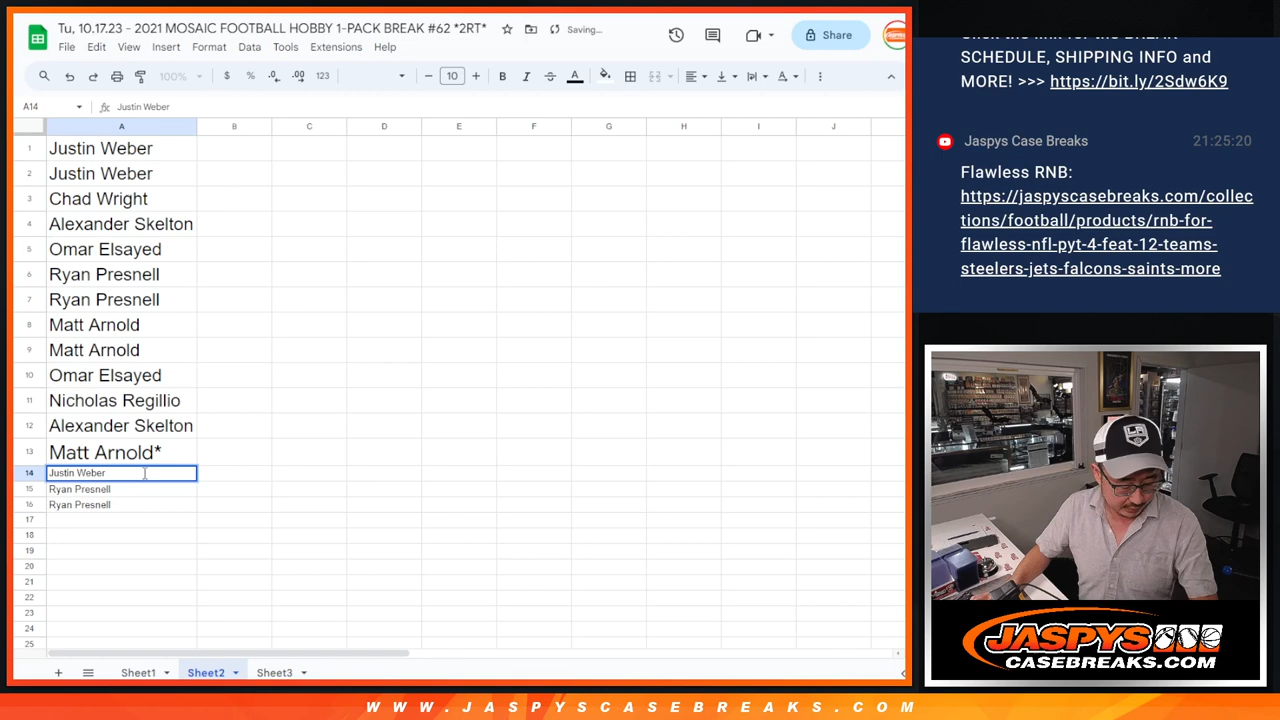 Tu, 10.17.23 - 2021 MOSAIC FOOTBALL HOBBY 1-PACK BREAK #62 *2RT*
Saving...
Share
File Edit View Insert Format Data Tools Extensions Help
100% $ % .0 .00 123 − 10 + B I A
A14 fx Justin Weber
A B C D E F G H I J
1 Justin Weber
2 Justin Weber
3 Chad Wright
4 Alexander Skelton
5 Omar Elsayed
6 Ryan Presnell
7 Ryan Presnell
8 Matt Arnold
9 Matt Arnold
10 Omar Elsayed
11 Nicholas Regillio
12 Alexander Skelton
13 Matt Arnold*
14 Justin Weber
15 Ryan Presnell
16 Ryan Presnell
17
18
19
20
21
22
23
24
25
+ Sheet1 Sheet2 Sheet3
SCHEDULE, SHIPPING INFO and
MORE! >>> https://bit.ly/2Sdw6K9
Jaspys Case Breaks 21:25:20
Flawless RNB:
https://jaspyscasebreaks.com/collec
tions/football/products/rnb-for-
flawless-nfl-pyt-4-feat-12-teams-
steelers-jets-falcons-saints-more
JASPYS
CASEBREAKS.COM
WWW.JASPYSCASEBREAKS.COM